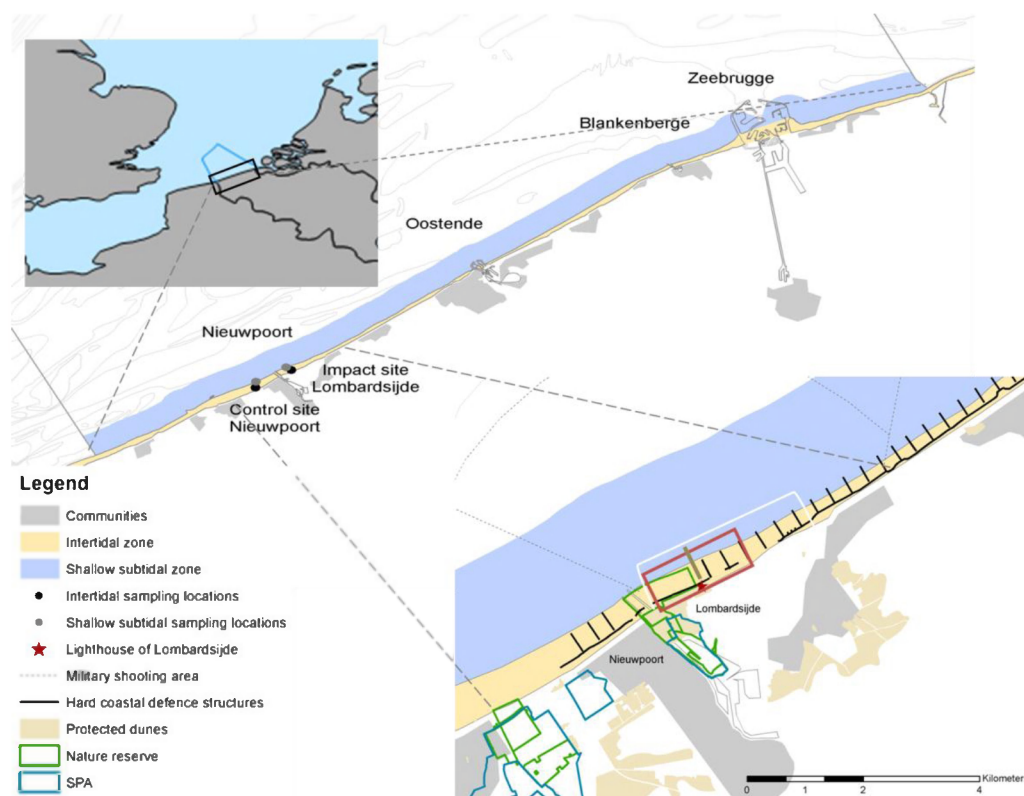 Zeebrugge
Blankenberge
Oostende
Nieuwpoort
Impact site
Lombardsijde
Control site
Nieuwpoort
Legend
Communities
Intertidal zone
Shallow subtidal zone
Intertidal sampling locations
Shallow subtidal sampling locations
Lighthouse of Lombardsijde
Military shooting area
Hard coastal defence structures
Protected dunes
Nature reserve
SPA
Lombardsijde
Nieuwpoort
Kilometer
0 1 2 4